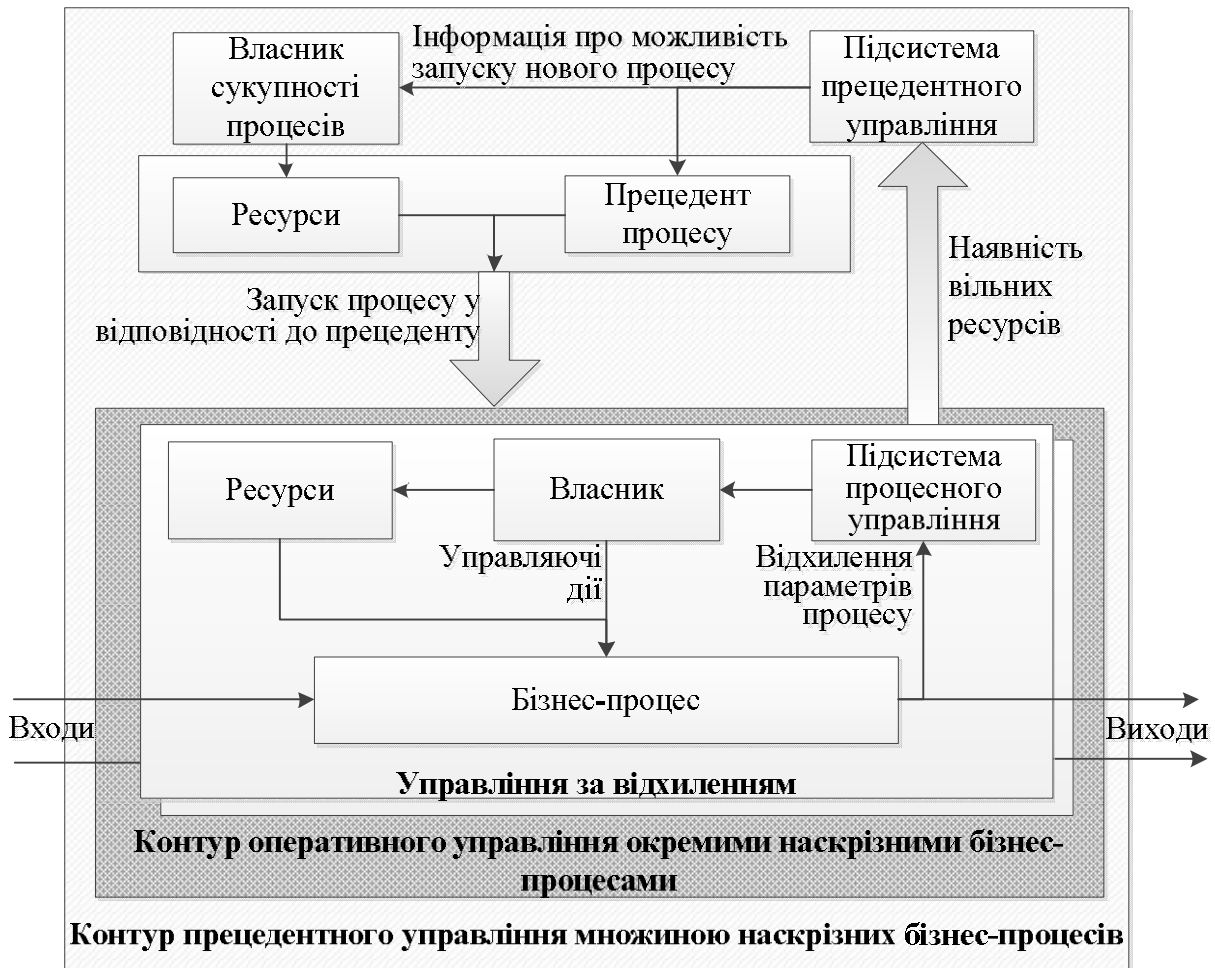 Власник
сукупності
процесів
Інформація про можливість
запуску нового процесу
Підсистема
прецедентного
управління
Ресурси
Прецедент
процесу
Запуск процесу у
відповідності до прецеденту
Наявність
вільних
ресурсів
Ресурси
Власник
Підсистема
процесного
управління
Управляючі
дії
Відхилення
параметрів
процесу
Бізнес-процес
Входи
Виходи
Управління за відхиленням
Контур оперативного управління окремими наскрізними бізнес-
процесами
Контур прецедентного управління множиною наскрізних бізнес-процесів